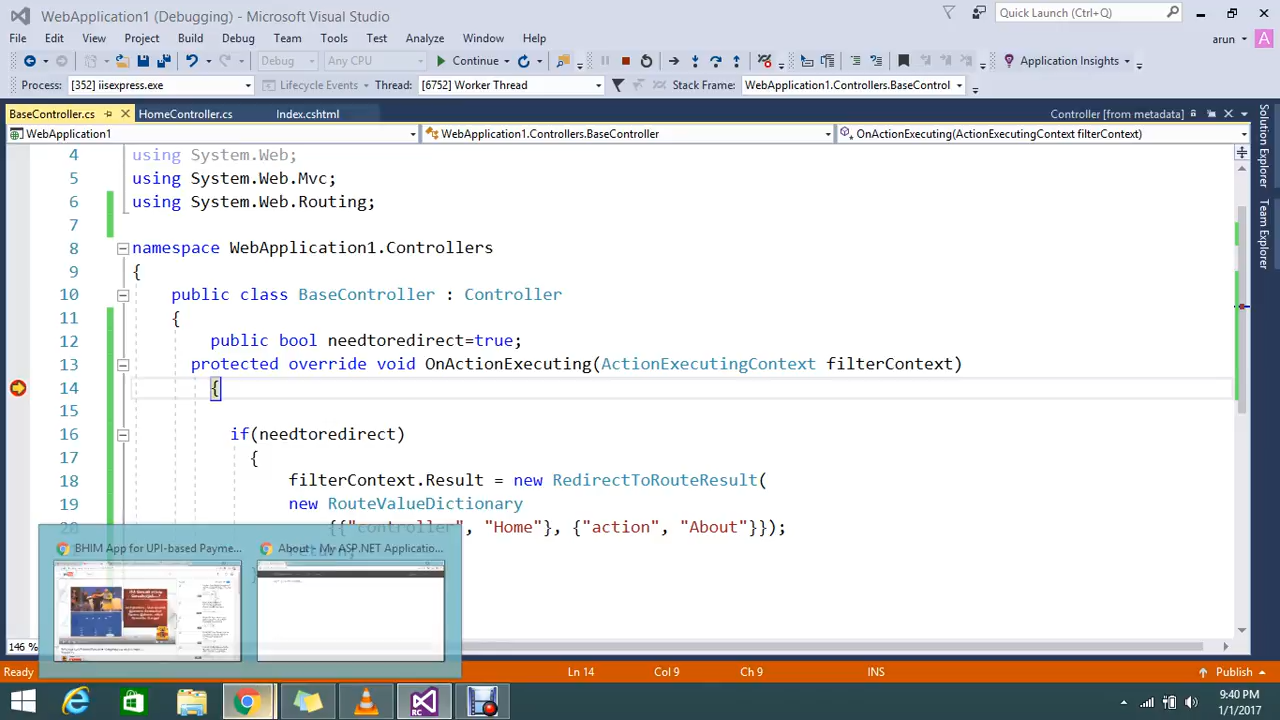 WebApplication1 (Debugging) - Microsoft Visual Studio
Quick Launch (Ctrl+Q)
File Edit View Project Build Debug Team Tools Test Analyze Window Help
arun A
Debug Any CPU Continue Application Insights
Process: [352] iisexpress.exe Lifecycle Events Thread: [6752] Worker Thread Stack Frame: WebApplication1.Controllers.BaseControl
BaseController.cs HomeController.cs Index.cshtml Controller [from metadata]
WebApplication1 WebApplication1.Controllers.BaseController OnActionExecuting(ActionExecutingContext filterContext)
4 using System.Web;
5 using System.Web.Mvc;
6 using System.Web.Routing;
7
8 namespace WebApplication1.Controllers
9 {
10 public class BaseController : Controller
11 {
12 public bool needtoredirect=true;
13 protected override void OnActionExecuting(ActionExecutingContext filterContext)
14 {
15
16 if(needtoredirect)
17 {
18 filterContext.Result = new RedirectToRouteResult(
19 new RouteValueDictionary
20 {{"controller", "Home"}, {"action", "About"}});
BHIM App for UPI-based Payme... About - My ASP.NET Applicatio...
146 %
Ready Ln 14 Col 9 Ch 9 INS Publish
Solution Explorer
Team Explorer
RC
9:40 PM
1/1/2017